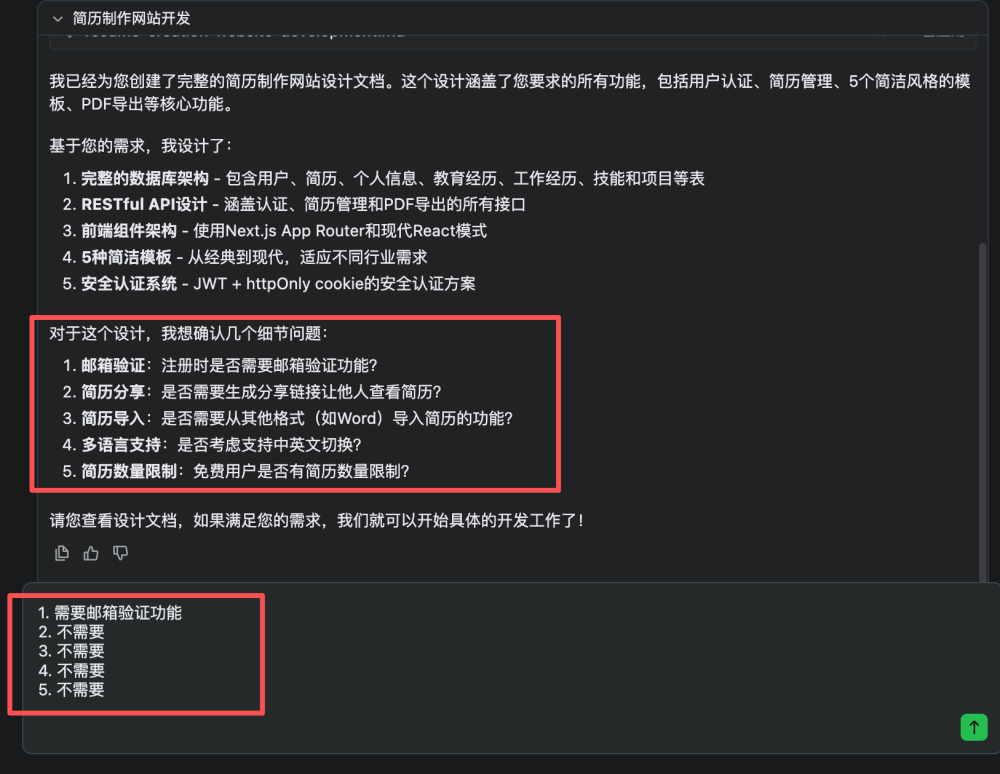 简历制作网站开发
我已经为您创建了完整的简历制作网站设计文档。这个设计涵盖了您要求的所有功能，包括用户认证、简历管理、5个简洁风格的模
板、PDF导出等核心功能。
基于您的需求，我设计了：
1. 完整的数据库架构 - 包含用户、简历、个人信息、教育经历、工作经历、技能和项目等表
2. RESTful API设计 - 涵盖认证、简历管理和PDF导出的所有接口
3. 前端组件架构 - 使用Next.js App Router和现代React模式
4. 5种简洁模板 - 从经典到现代，适应不同行业需求
5. 安全认证系统 - JWT + httpOnly cookie的安全认证方案
对于这个设计，我想确认几个细节问题：
1. 邮箱验证：注册时是否需要邮箱验证功能?
2. 简历分享：是否需要生成分享链接让他人查看简历?
3. 简历导入：是否需要从其他格式（如Word）导入简历的功能?
4. 多语言支持：是否考虑支持中英文切换?
5. 简历数量限制：免费用户是否有简历数量限制?
请您查看设计文档，如果满足您的需求，我们就可以开始具体的开发工作了！
1. 需要邮箱验证功能
2. 不需要
3. 不需要
4. 不需要
5. 不需要